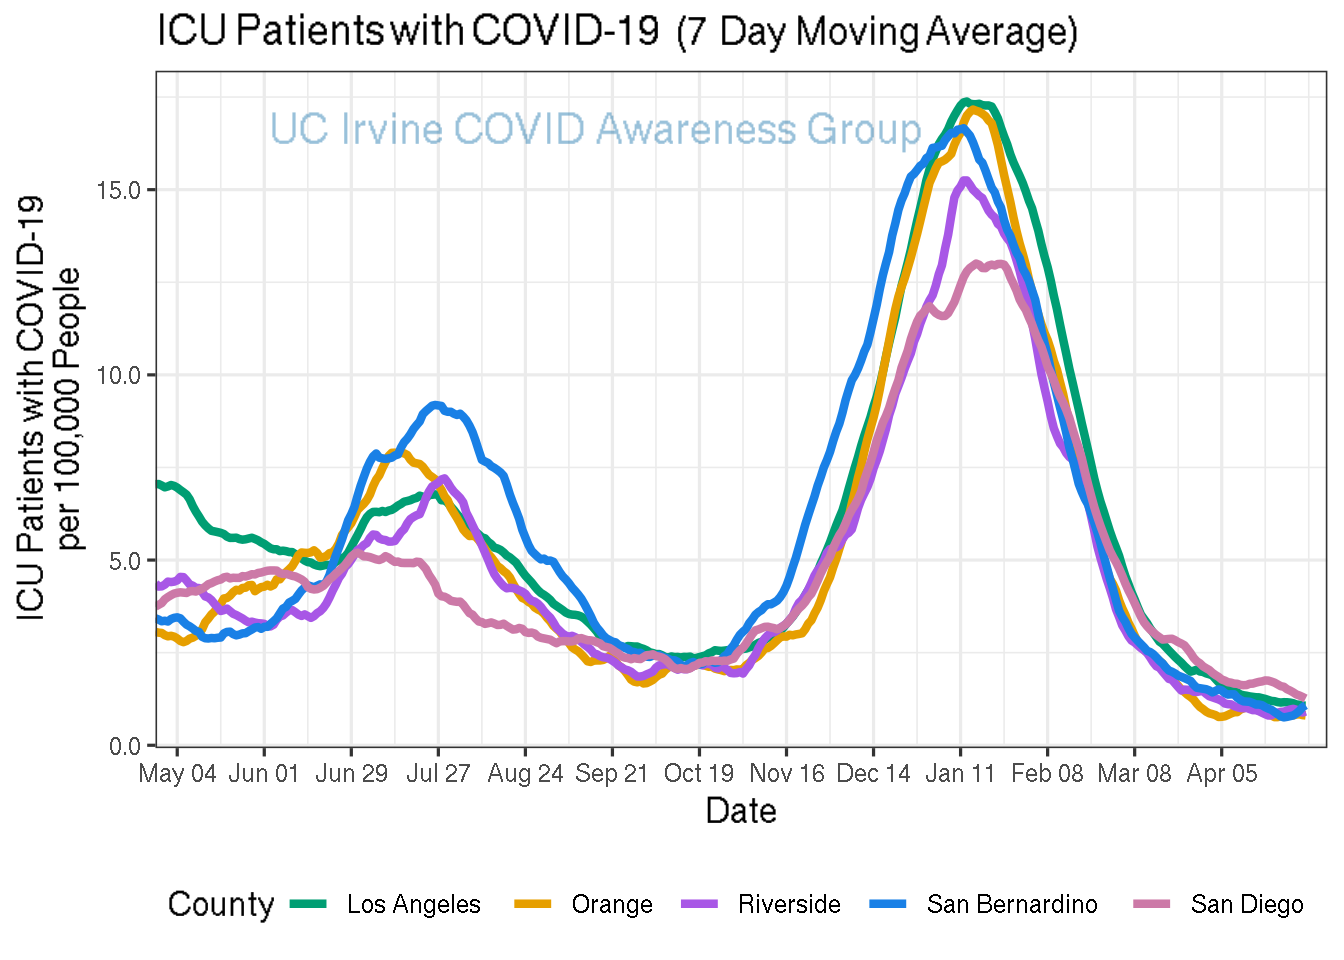 ICU Patients with COVID-19 (7 Day Moving Average)
UC Irvine COVID Awareness Group
ICU Patients with COVID-19
per 100,000 People
15.0
10.0
5.0
0.0
May 04 Jun 01 Jun 29 Jul 27 Aug 24 Sep 21 Oct 19 Nov 16 Dec 14 Jan 11 Feb 08 Mar 08 Apr 05
Date
County Los Angeles Orange Riverside San Bernardino San Diego